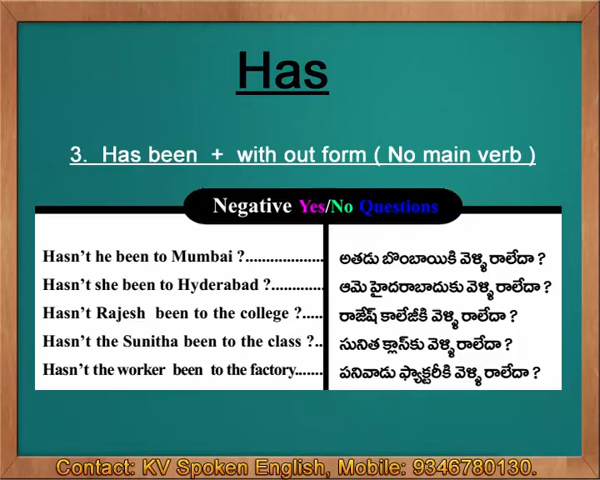 Has
3. Has been + with out form ( No main verb )
Negative Yes/No Questions
Hasn't he been to Mumbai ?................... అతడు బొంబాయికి వెళ్ళి రాలేదా ?
Hasn't she been to Hyderabad ?............. ఆమె హైదరాబాదుకు వెళ్ళి రాలేదా ?
Hasn't Rajesh been to the college ?..... రాజేష్ కాలేజీకి వెళ్ళి రాలేదా ?
Hasn't the Sunitha been to the class ?.. సునిత క్లాస్‌కు వెళ్ళి రాలేదా ?
Hasn't the worker been to the factory....... పనివాడు ఫ్యాక్టరీకి వెళ్ళి రాలేదా ?
Contact: KV Spoken English, Mobile: 9346780130.